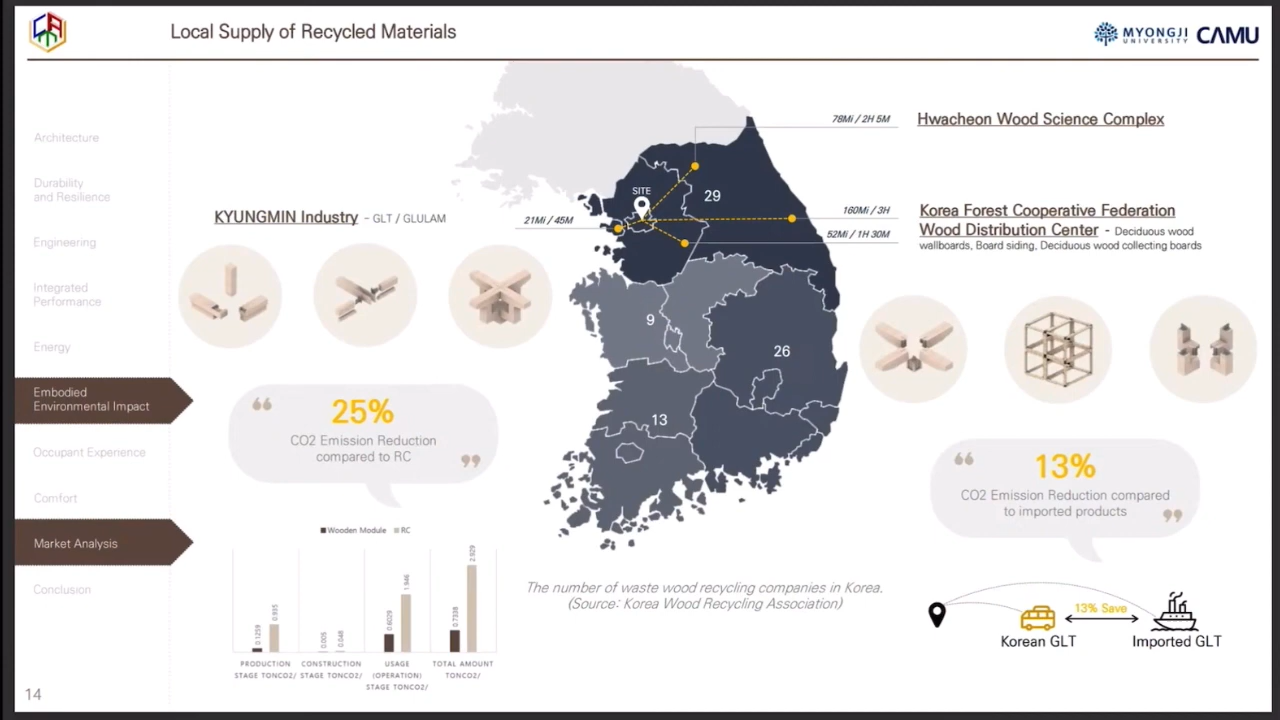 Local Supply of Recycled Materials
MYONGJI
UNIVERSITY
CAMU
Architecture
Durability
and Resilience
Engineering
Integrated
Performance
Energy
Embodied
Environmental Impact
Occupant Experience
Comfort
Market Analysis
Conclusion
14
KYUNGMIN Industry - GLT / GLULAM
21Mi / 45M
SITE
78Mi / 2H 5M
Hwacheon Wood Science Complex
160Mi / 3H
52Mi / 1H 30M
Korea Forest Cooperative Federation
Wood Distribution Center - Deciduous wood
wallboards, Board siding, Deciduous wood collecting boards
29
9
26
13
25%
CO2 Emission Reduction
compared to RC
13%
CO2 Emission Reduction compared
to imported products
Wooden Module RC
0.1259
0.935
0.005
0.048
0.6029
1.946
0.7338
2.929
PRODUCTION
STAGE TONCO2/
CONSTRUCTION
STAGE TONCO2/
USAGE
(OPERATION)
STAGE TONCO2/
TOTAL AMOUNT
TONCO2/
The number of waste wood recycling companies in Korea.
(Source: Korea Wood Recycling Association)
13% Save
Korean GLT
Imported GLT